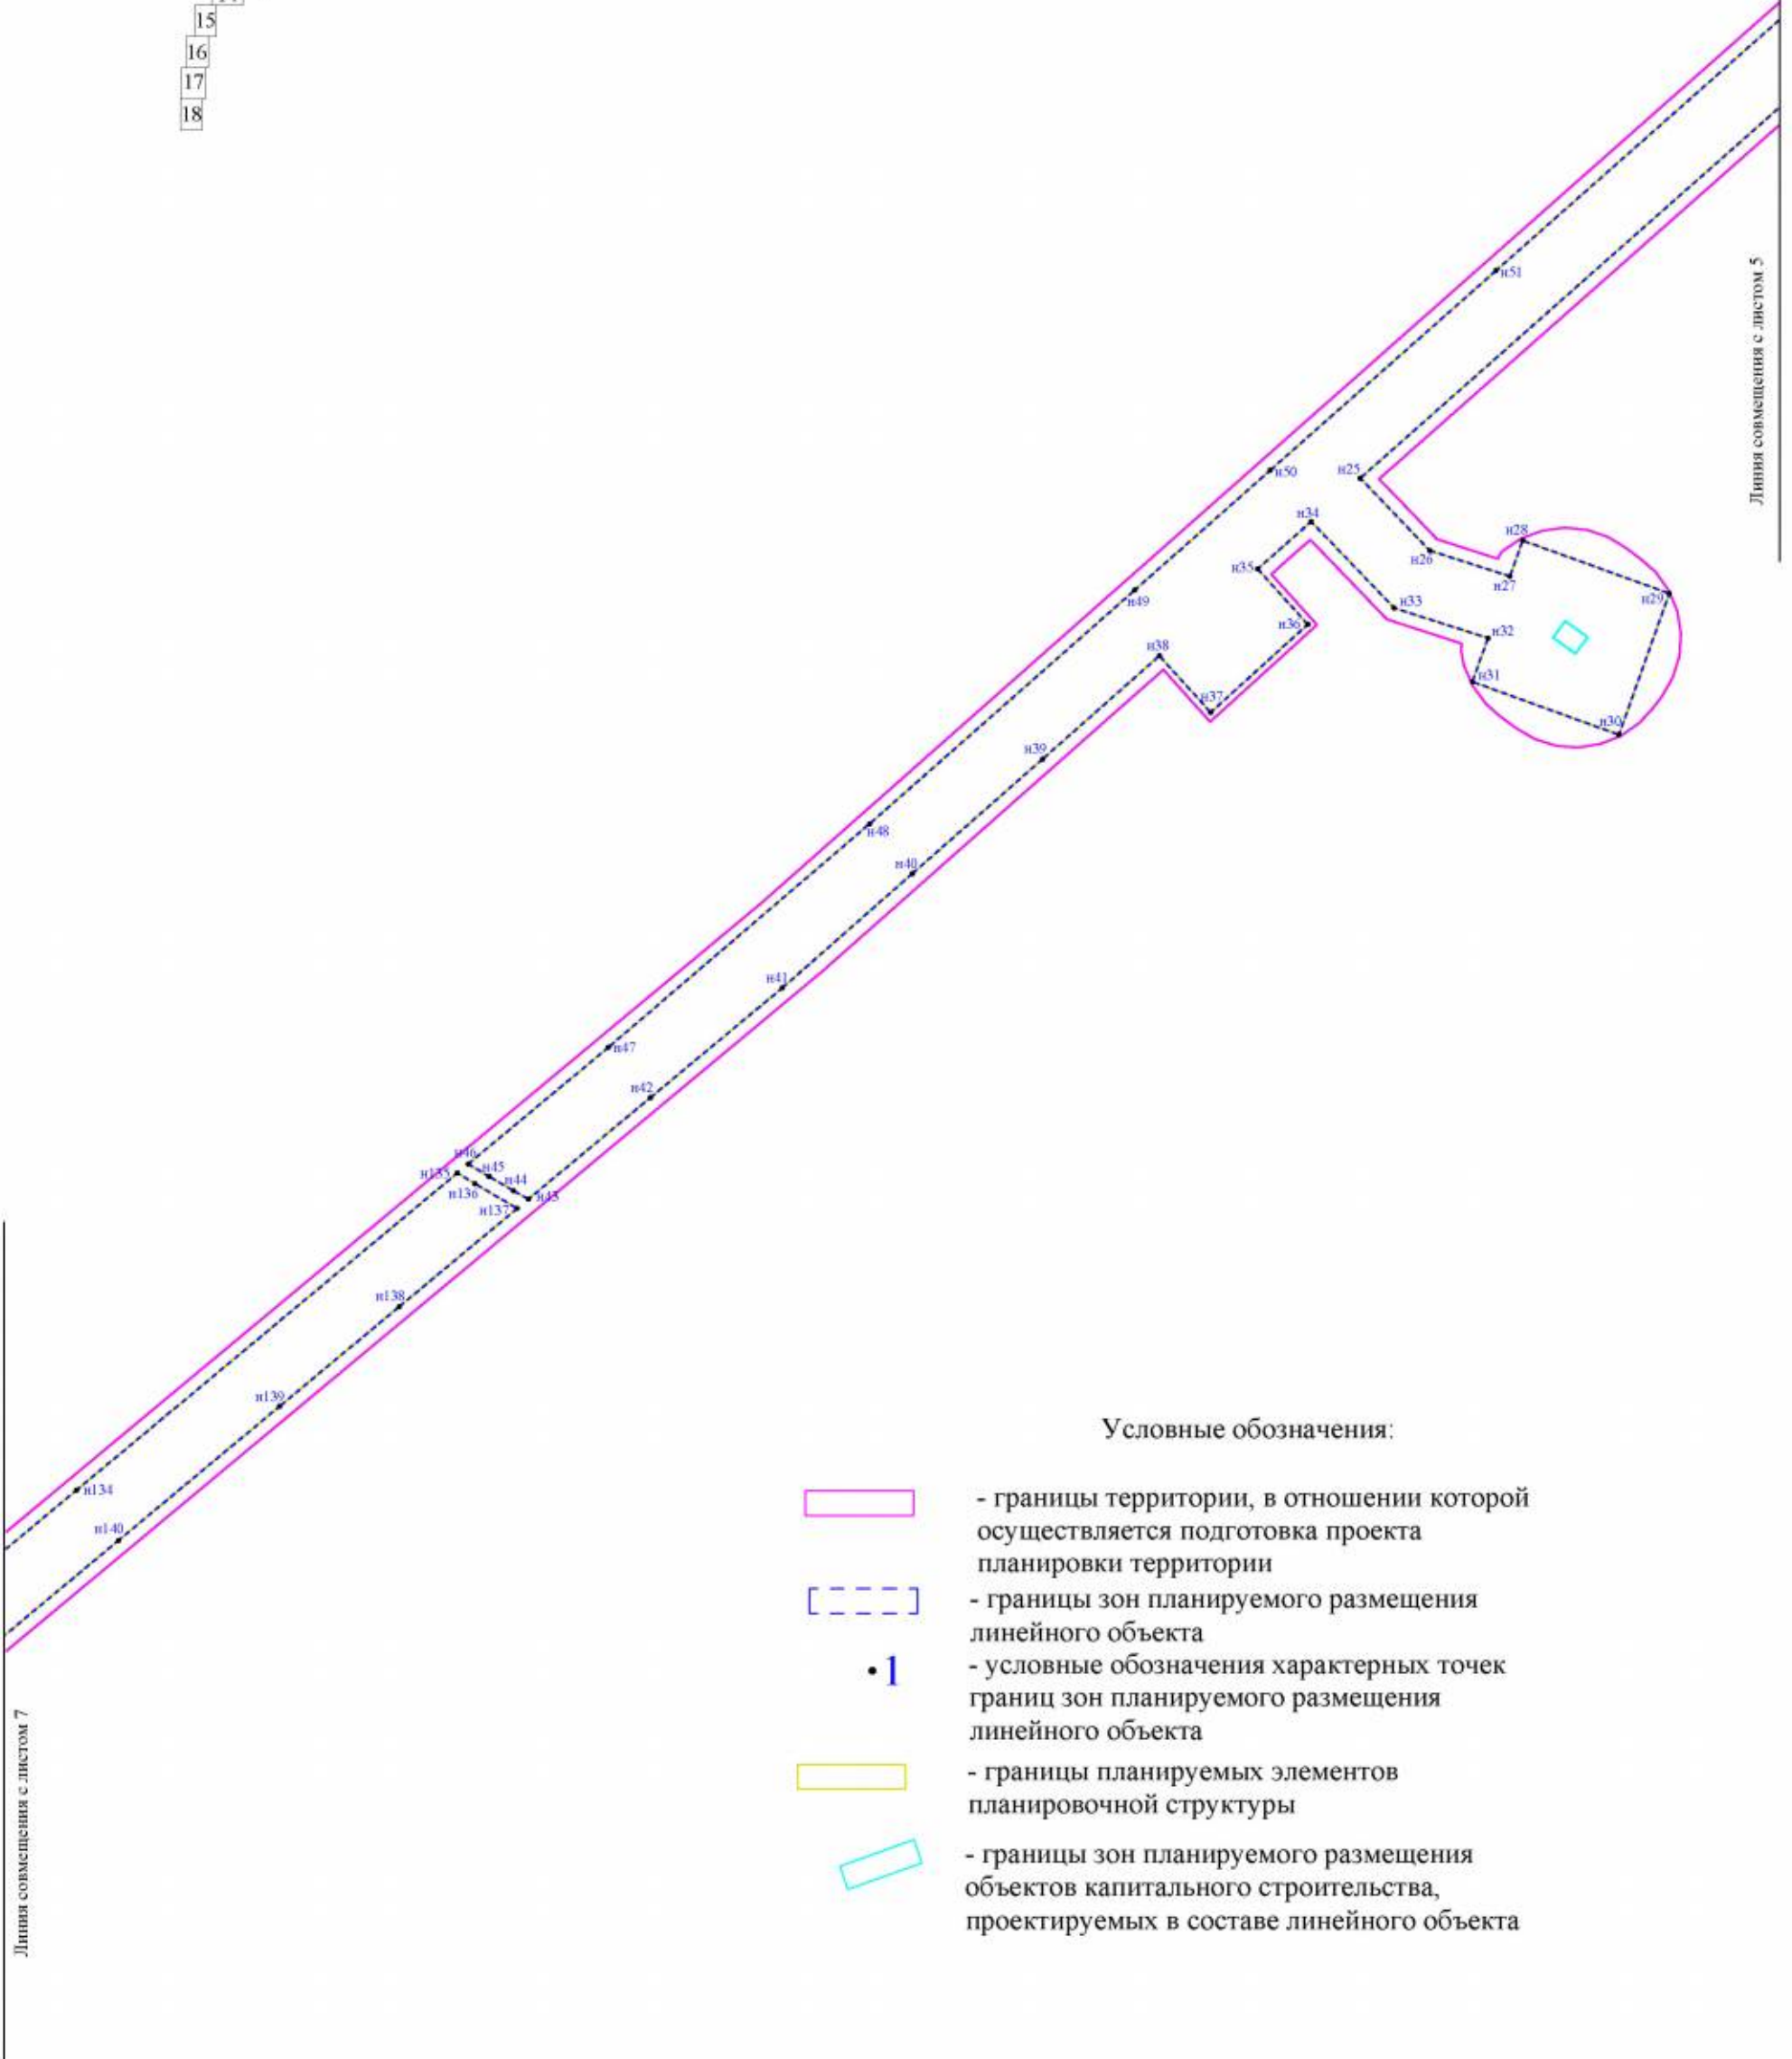 15
16
17
18
Линия совмещения с листом 5
н51
н50
н25
н34
н28
н26
н27
н35
н29
н49
н33
н36
н32
н38
н31
н37
н30
н39
н48
н40
н41
н47
н42
н46
н45
н135
н44
н136
н43
н137
н138
н139
н134
н140
Линия совмещения с листом 7
Условные обозначения:
- границы территории, в отношении которой
осуществляется подготовка проекта
планировки территории
- границы зон планируемого размещения
линейного объекта
1
- условные обозначения характерных точек
границ зон планируемого размещения
линейного объекта
- границы планируемых элементов
планировочной структуры
- границы зон планируемого размещения
объектов капитального строительства,
проектируемых в составе линейного объекта